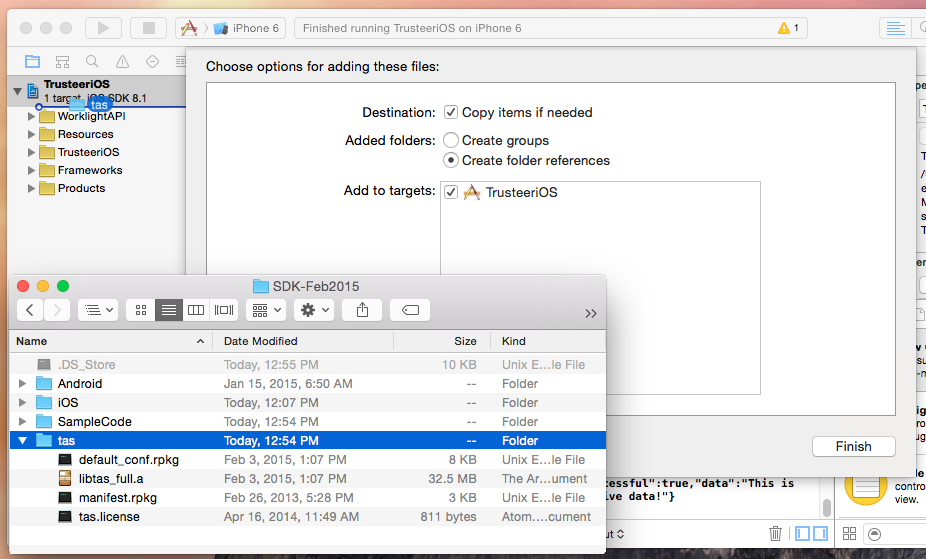 iPhone 6
Finished running TrusteeriOS on iPhone 6
1
TrusteeriOS
1 target, iOS SDK 8.1
tas
WorklightAPI
Resources
TrusteeriOS
Frameworks
Products
Choose options for adding these files:
Destination:
Copy items if needed
Added folders:
Create groups
Create folder references
Add to targets:
TrusteeriOS
Finish
SDK-Feb2015
Name
Date Modified
Size
Kind
.DS_Store
Today, 12:55 PM
10 KB
Unix E...le File
Android
Jan 15, 2015, 6:50 AM
--
Folder
iOS
Today, 12:07 PM
--
Folder
SampleCode
Today, 12:54 PM
--
Folder
tas
Today, 12:54 PM
--
Folder
default_conf.rpkg
Feb 3, 2015, 1:07 PM
8 KB
Unix E...le File
libtas_full.a
Feb 3, 2015, 1:07 PM
32.5 MB
The Ar...ument
manifest.rpkg
Feb 26, 2013, 5:28 PM
3 KB
Unix E...le File
tas.license
Apr 16, 2014, 11:49 AM
811 bytes
Atom....cument
cessful":true,"data":"This is
ive data!"}
ut
contro
view.